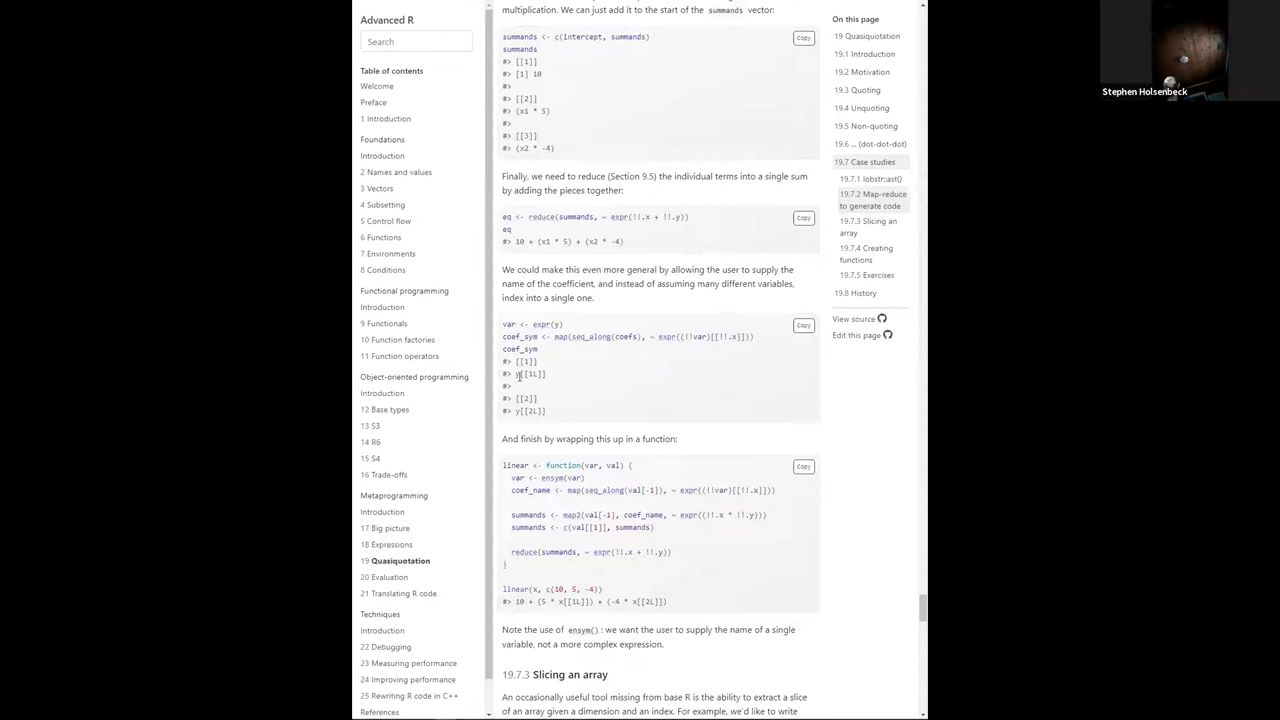 Advanced R
Search
Table of contents
Welcome
Preface
1 Introduction
Foundations
Introduction
2 Names and values
3 Vectors
4 Subsetting
5 Control flow
6 Functions
7 Environments
8 Conditions
Functional programming
Introduction
9 Functionals
10 Function factories
11 Function operators
Object-oriented programming
Introduction
12 Base types
13 S3
14 R6
15 S4
16 Trade-offs
Metaprogramming
Introduction
17 Big picture
18 Expressions
19 Quasiquotation
20 Evaluation
21 Translating R code
Techniques
Introduction
22 Debugging
23 Measuring performance
24 Improving performance
25 Rewriting R code in C++
References
multiplication. We can just add it to the start of the summands vector:
summands <- c(intercept, summands)
summands
#> [[1]]
#> [1] 10
#>
#> [[2]]
#> (x1 * 5)
#>
#> [[3]]
#> (x2 * -4)
Copy
Finally, we need to reduce (Section 9.5) the individual terms into a single sum
by adding the pieces together:
eq <- reduce(summands, ~ expr(!!.x + !!.y))
eq
#> 10 + (x1 * 5) + (x2 * -4)
Copy
We could make this even more general by allowing the user to supply the
name of the coefficient, and instead of assuming many different variables,
index into a single one.
var <- expr(y)
coef_sym <- map(seq_along(coefs), ~ expr((!!var)[[!!.x]]))
coef_sym
#> [[1]]
#> y[[1L]]
#>
#> [[2]]
#> y[[2L]]
Copy
And finish by wrapping this up in a function:
linear <- function(var, val) {
var <- ensym(var)
coef_name <- map(seq_along(val[-1]), ~ expr((!!var)[[!!.x]]))
summands <- map2(val[-1], coef_name, ~ expr((!!.x * !!.y)))
summands <- c(val[[1]], summands)
reduce(summands, ~ expr(!!.x + !!.y))
}
linear(x, c(10, 5, -4))
#> 10 + (5 * x[[1L]]) + (-4 * x[[2L]])
Copy
Note the use of ensym(): we want the user to supply the name of a single
variable, not a more complex expression.
19.7.3 Slicing an array
An occasionally useful tool missing from base R is the ability to extract a slice
of an array given a dimension and an index. For example, we'd like to write
On this page
19 Quasiquotation
19.1 Introduction
19.2 Motivation
19.3 Quoting
19.4 Unquoting
19.5 Non-quoting
19.6 ... (dot-dot-dot)
19.7 Case studies
19.7.1 lobstr::ast()
19.7.2 Map-reduce
to generate code
19.7.3 Slicing an
array
19.7.4 Creating
functions
19.7.5 Exercises
19.8 History
View source
Edit this page
Stephen Holsenbeck